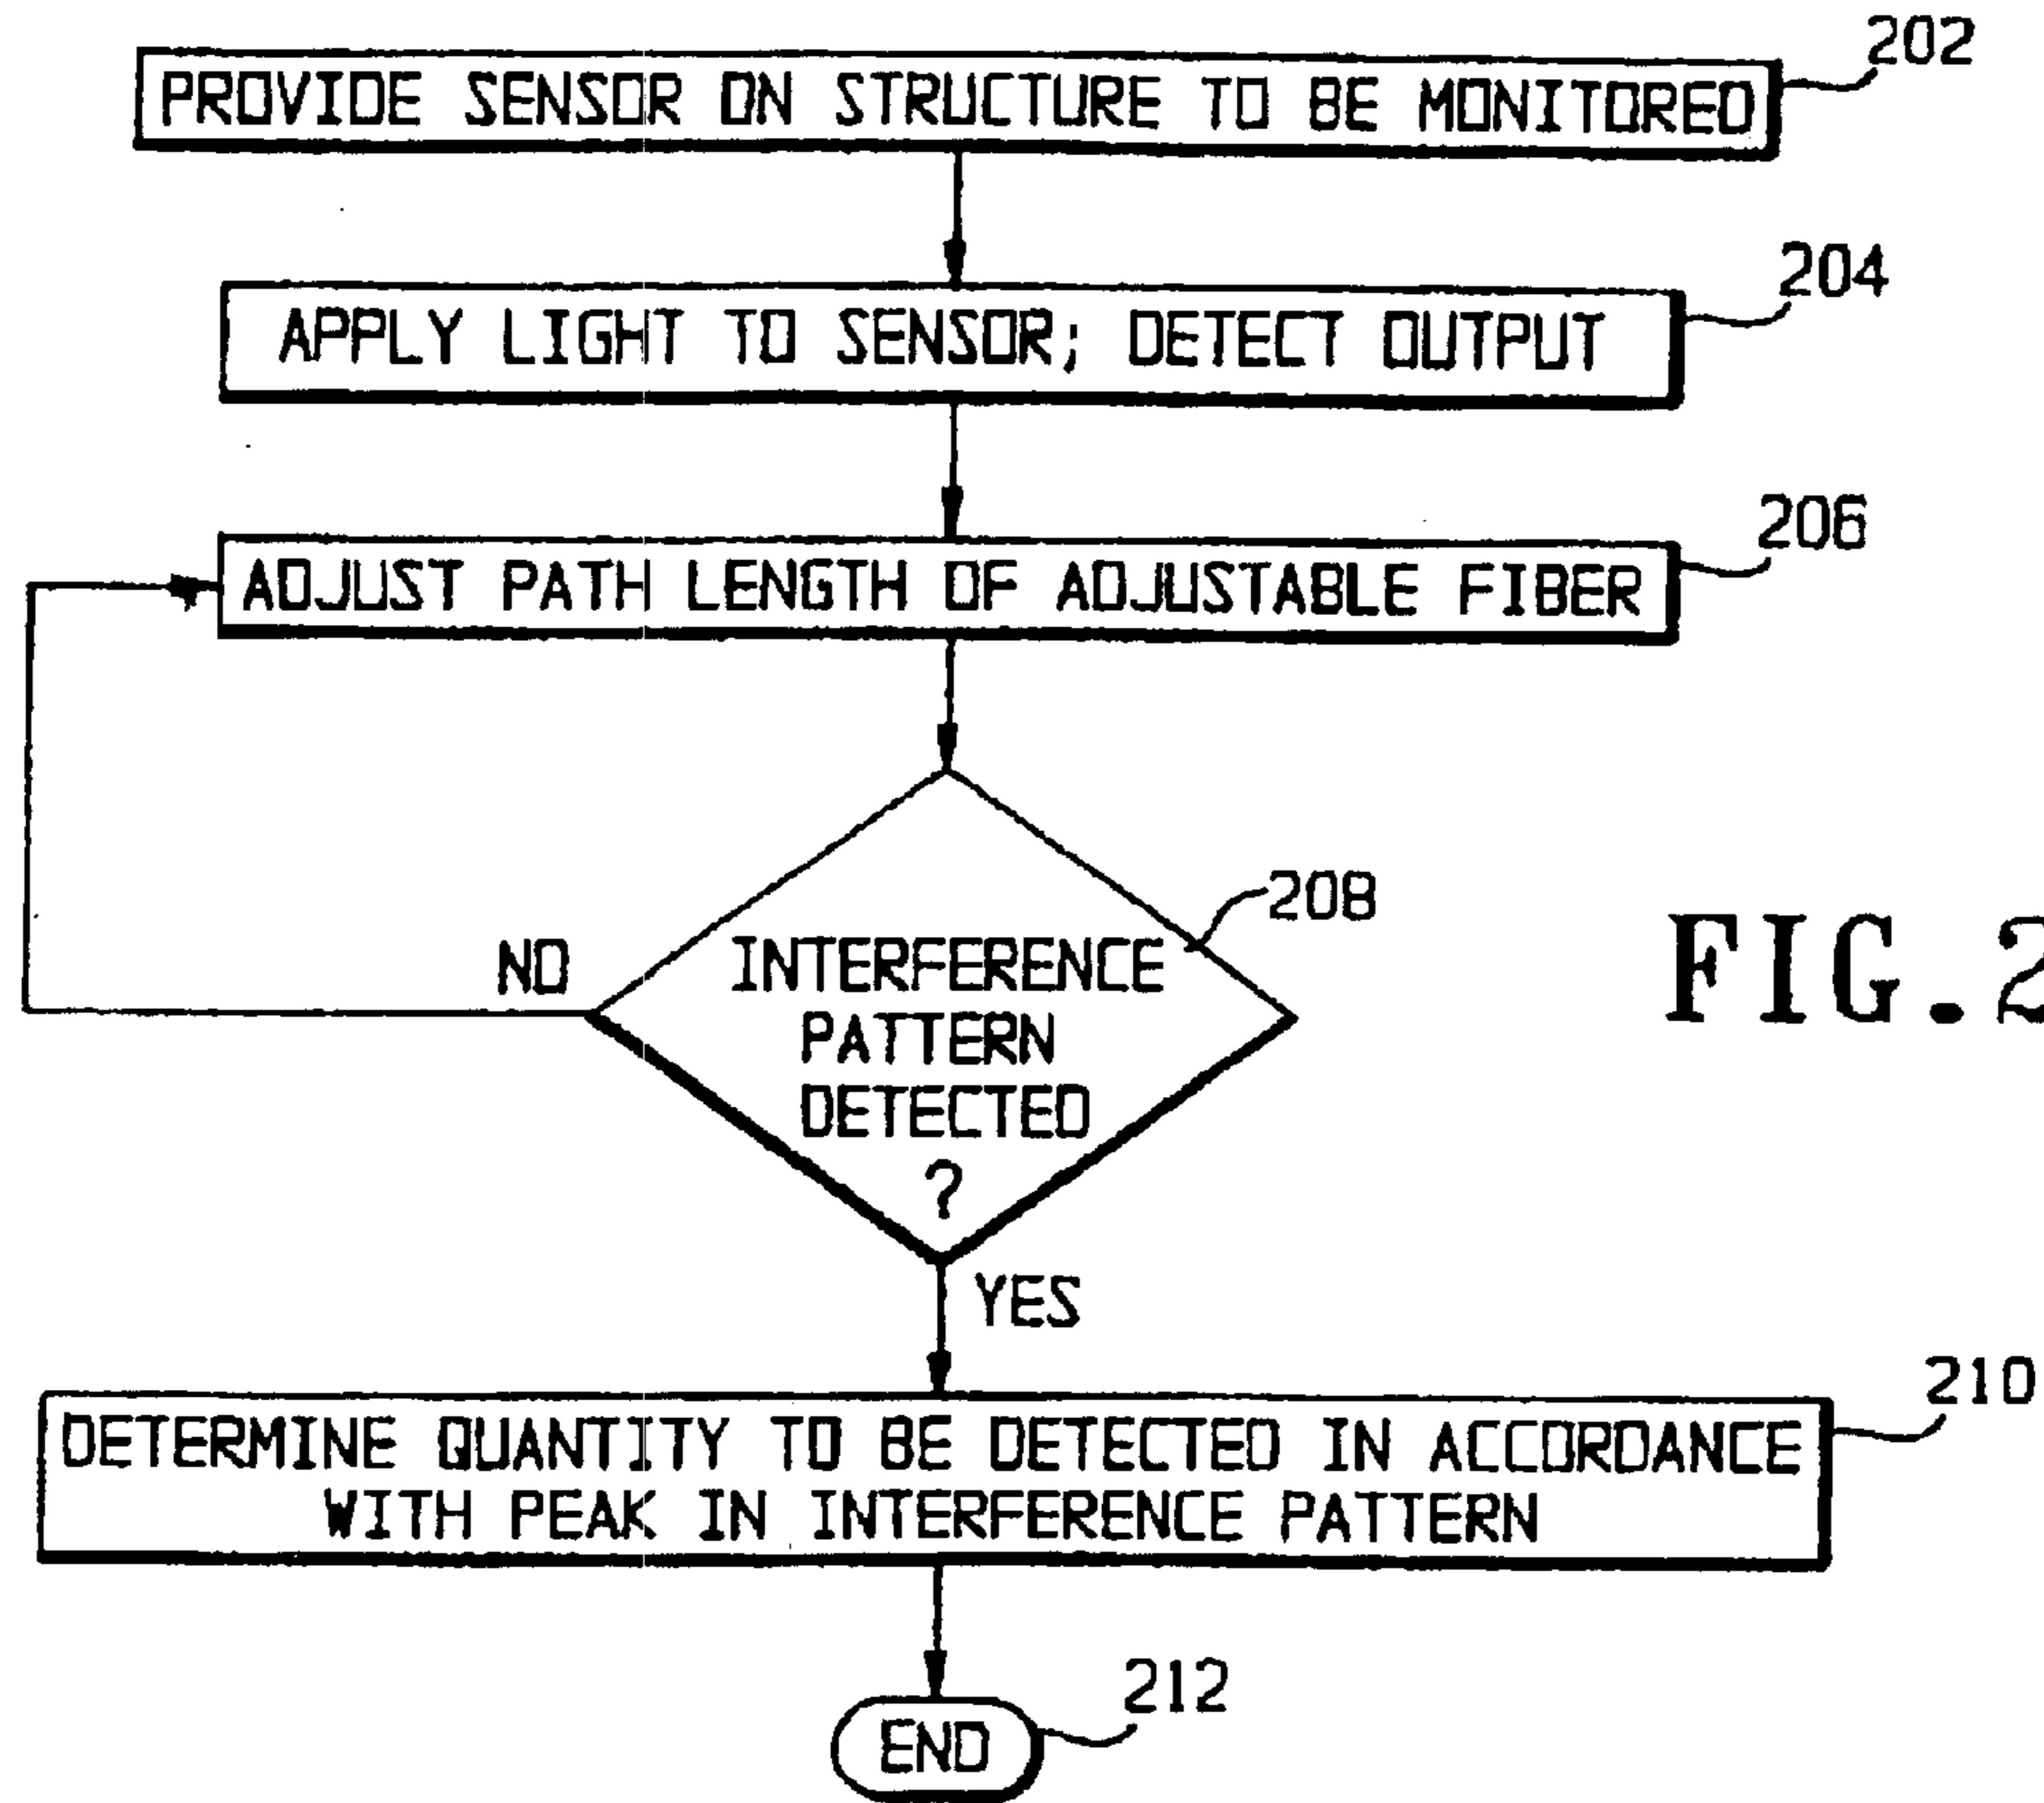 202
PROVIDE SENSOR ON STRUCTURE TO BE MONITORED
204
APPLY LIGHT TO SENSOR; DETECT OUTPUT
206
ADJUST PATH LENGTH OF ADJUSTABLE FIBER
208
NO
INTERFERENCE
PATTERN
DETECTED
?
FIG.2
YES
210
DETERMINE QUANTITY TO BE DETECTED IN ACCORDANCE
WITH PEAK IN INTERFERENCE PATTERN
212
END